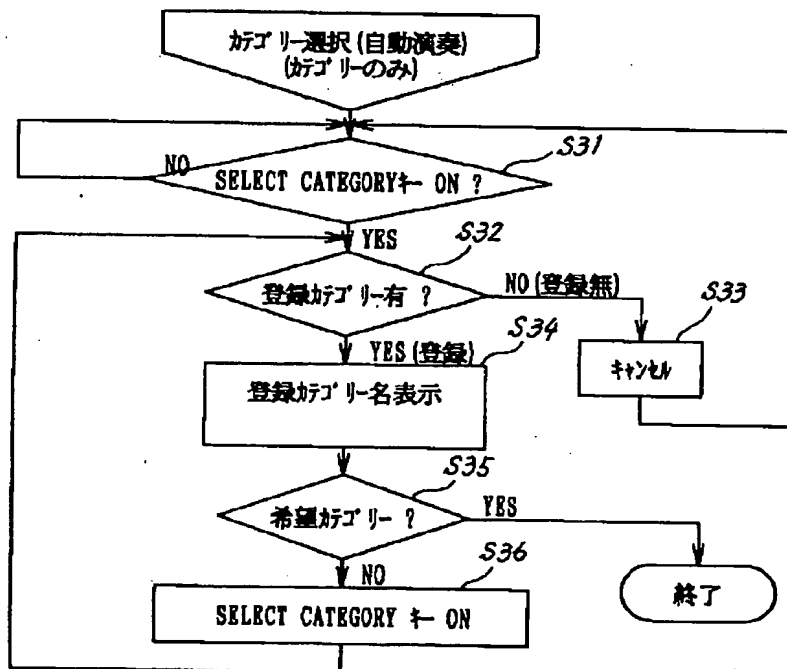 カテゴリー選択(自動演奏)
(カテゴリーのみ)
S31
NO
SELECT CATEGORYキー ON ?
YES
S32
登録カテゴリー有 ?
NO(登録無)
S33
YES(登録)
S34
キャンセル
登録カテゴリー名表示
S35
希望カテゴリー ?
YES
NO
S36
SELECT CATEGORY キー ON
終了